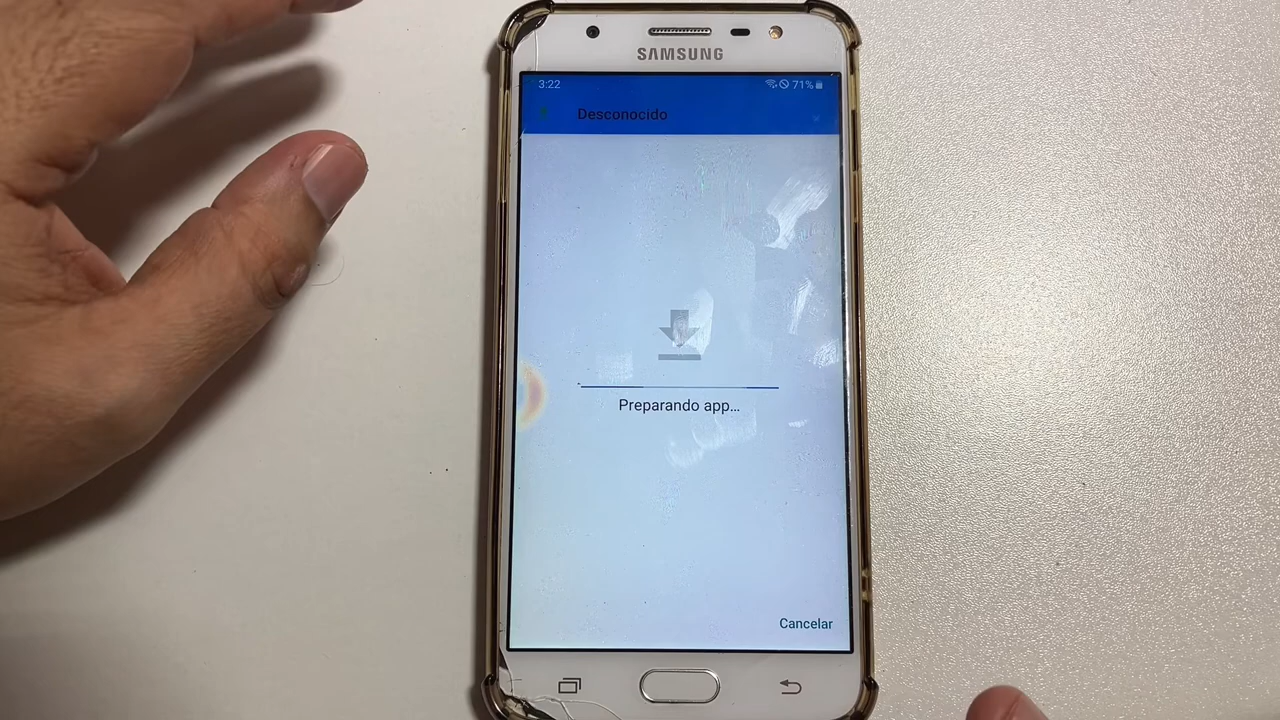 SAMSUNG
3:22 71%
Desconocido
Preparando app...
Cancelar